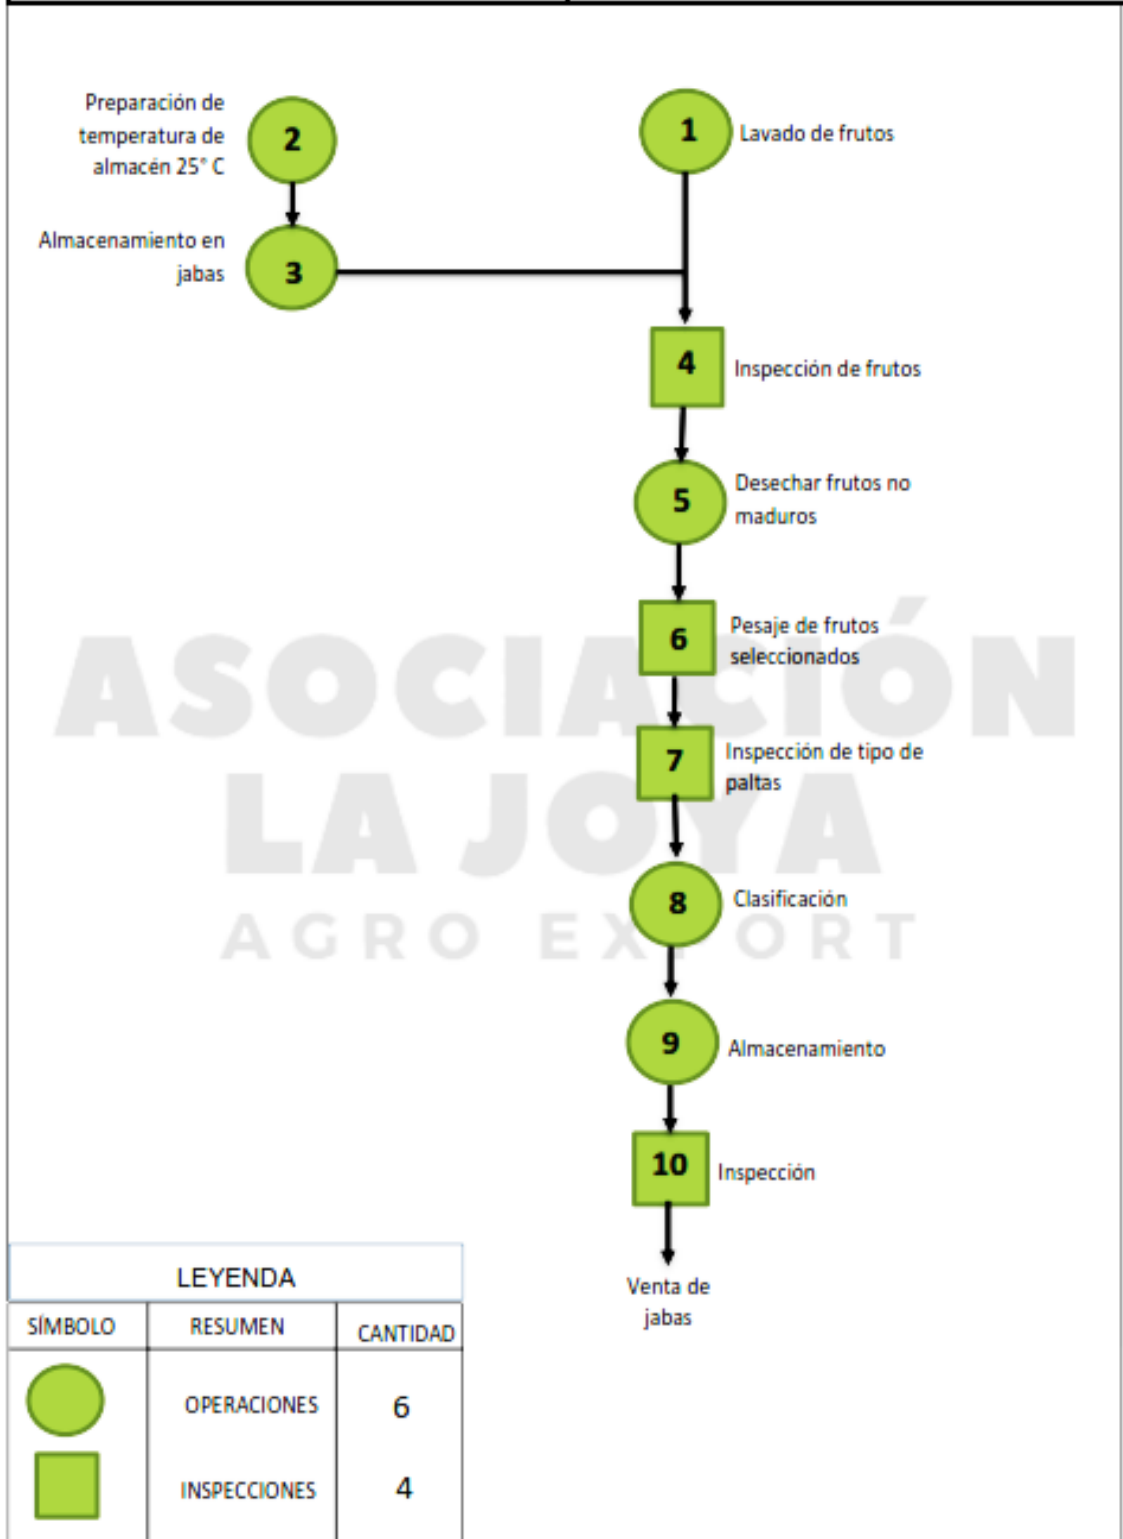 Preparación de
temperatura de
almacén 25° C
2
1
Lavado de frutos
Almacenamiento en
jabas
3
4
Inspección de frutos
5
Desechar frutos no
maduros
6
Pesaje de frutos
seleccionados
ASOCIACIÓN
7
Inspección de tipo de
paltas
LA JOYA
8
Clasificación
AGRO EXPORT
9
Almacenamiento
10
Inspección
Venta de
jabas
LEYENDA
SÍMBOLO RESUMEN CANTIDAD
OPERACIONES 6
INSPECCIONES 4